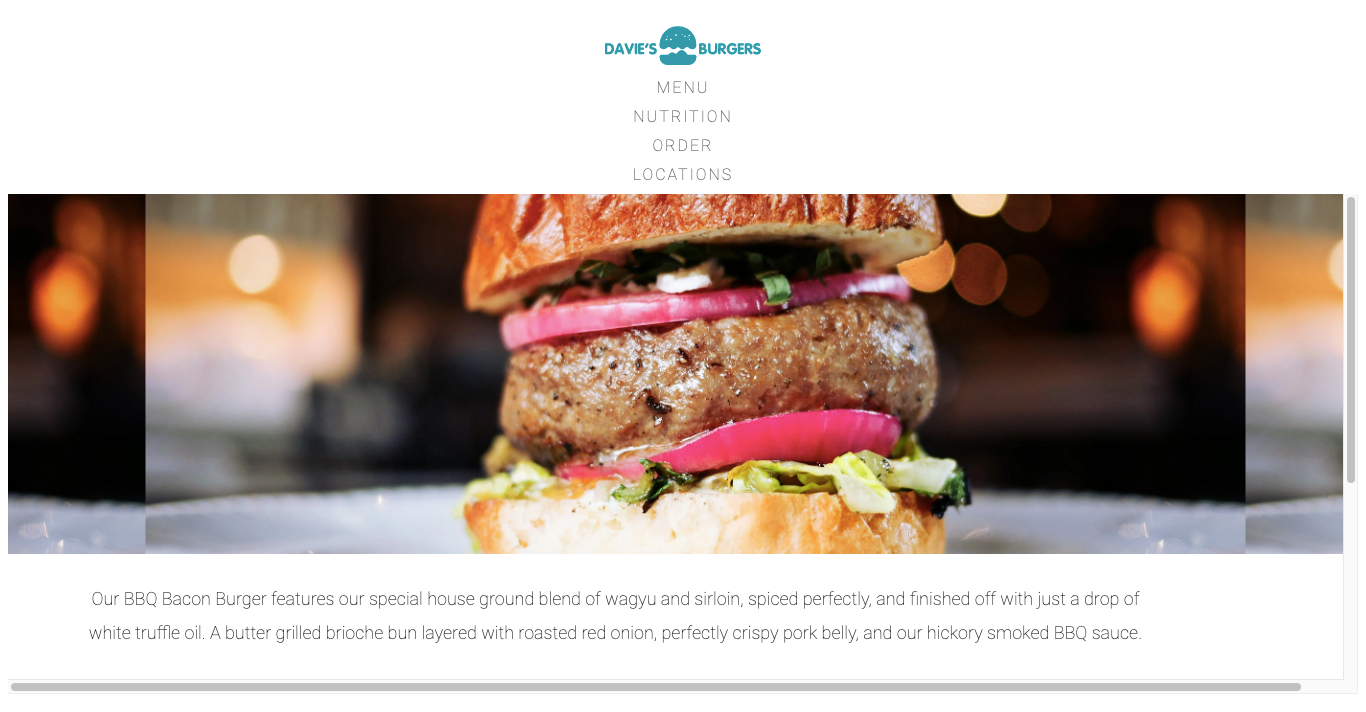 DAVIE'S BURGERS
MENU
NUTRITION
ORDER
LOCATIONS
Our BBQ Bacon Burger features our special house ground blend of wagyu and sirloin, spiced perfectly, and finished off with just a drop of
white truffle oil. A butter grilled brioche bun layered with roasted red onion, perfectly crispy pork belly, and our hickory smoked BBQ sauce.